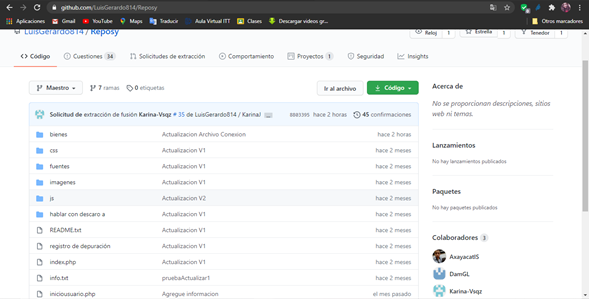 github.com/LuisGerardo814/Reposy
Aplicaciones Gmail YouTube Maps Traducir Aula Virtual ITT Clases Descargar videos gr... Otros marcadores
LuisGerardo814 / Reposy
Reloj 1 Estrella 1 Tenedor 1
Código Cuestiones 34 Solicitudes de extracción Comportamiento Proyectos 1 Seguridad Insights
Maestro 7 ramas 0 etiquetas Ir al archivo Código
Solicitud de extracción de fusión Karina-Vsqz # 35 de LuisGerardo814 / Karina1 ... 8883395 hace 2 horas 45 confirmaciones
bienes Actualizacion Archivo Conexion hace 2 horas
css Actualizacion V1 hace 2 meses
fuentes Actualizacion V1 hace 2 meses
imagenes Actualizacion V1 hace 2 meses
js Actualizacion V2 hace 2 meses
hablar con descaro a Actualizacion V1 hace 2 meses
README.txt Actualizacion V1 hace 2 meses
registro de depuración Actualizacion V1 hace 2 meses
index.php Actualizacion V1 hace 2 meses
info.txt pruebaActualizar1 hace 2 meses
iniciousuario.php Agregue informacion el mes pasado
Acerca de
No se proporcionan descripciones, sitios
web ni temas.
Lanzamientos
No hay lanzamientos publicados
Paquetes
No hay paquetes publicados
Colaboradores 3
AxayacatlS
DamGL
Karina-Vsqz